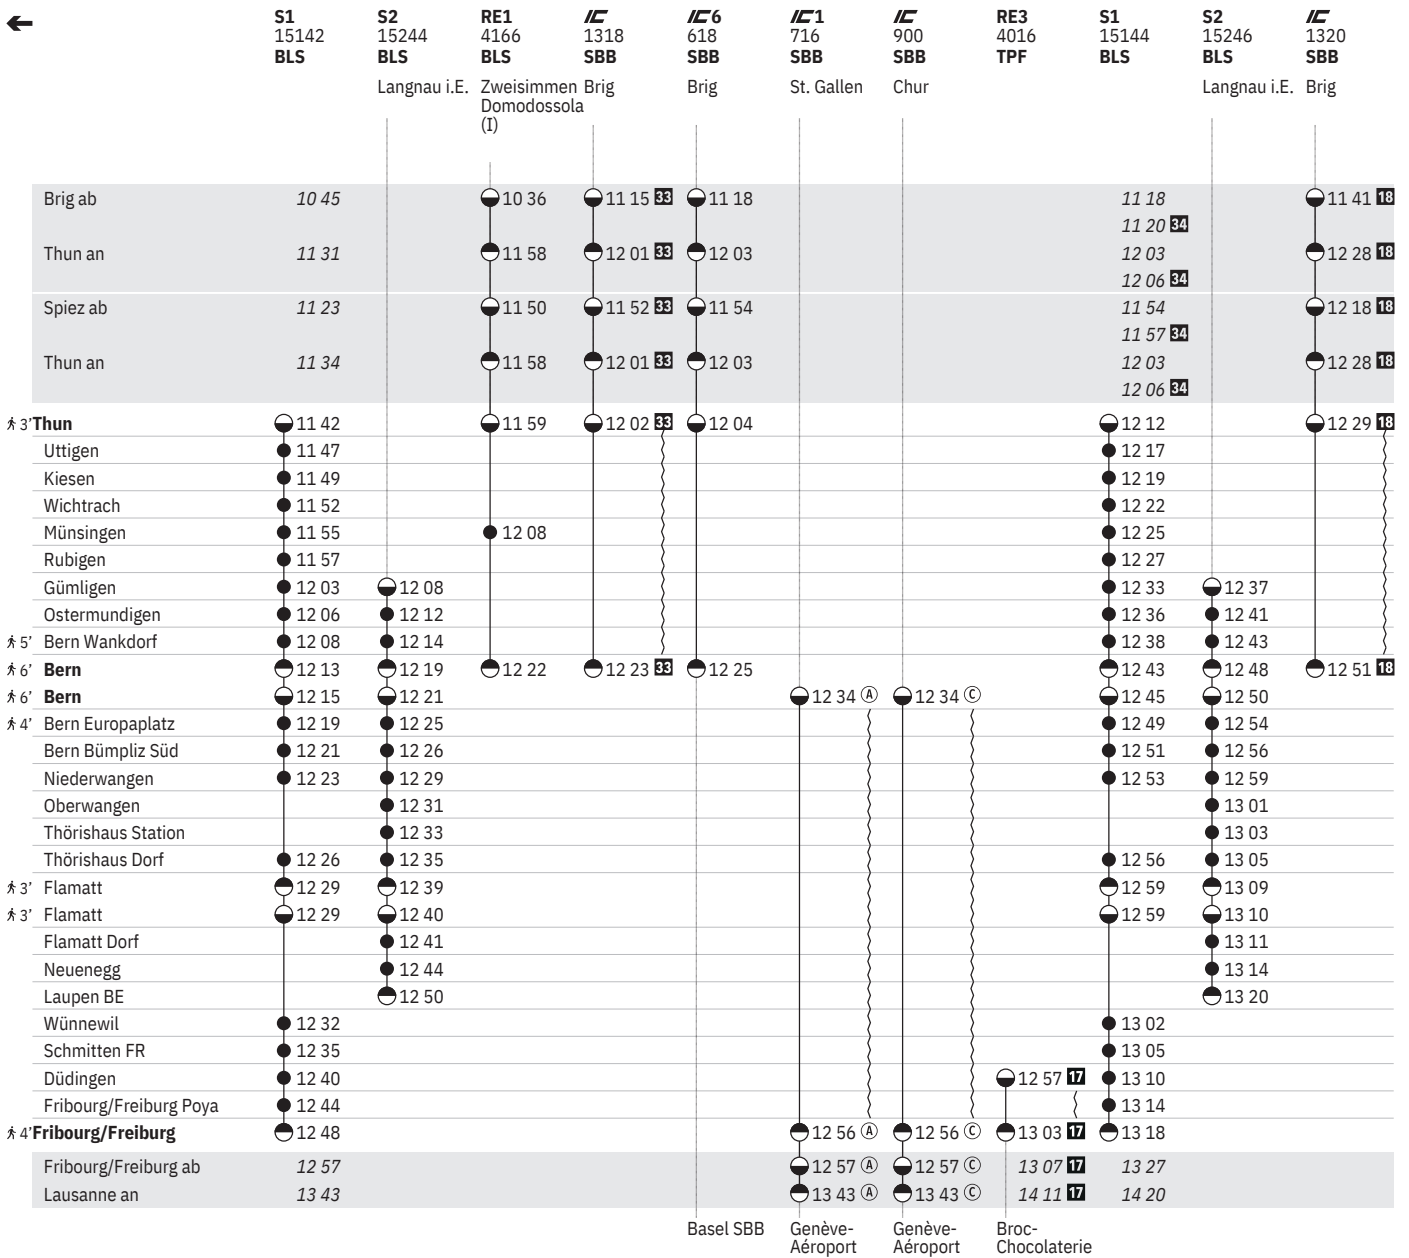 S1 S2 RE1 IC IC 6 IC 1 IC RE3 S1 S2 IC
15142 15244 4166 1318 618 716 900 4016 15144 15246 1320
BLS BLS BLS SBB SBB SBB SBB TPF BLS BLS SBB
Langnau i.E. Zweisimmen Brig Brig St. Gallen Chur Langnau i.E. Brig
Domodossola
(I)
Brig ab 10 45 10 36 11 15 33 11 18 11 18 11 41 18
11 20 34
Thun an 11 31 11 58 12 01 33 12 03 12 03 12 28 18
12 06 34
Spiez ab 11 23 11 50 11 52 33 11 54 11 54 12 18 18
11 57 34
Thun an 11 34 11 58 12 01 33 12 03 12 03 12 28 18
12 06 34
3' Thun 11 42 11 59 12 02 33 12 04 12 12 12 29 18
Uttigen 11 47 12 17
Kiesen 11 49 12 19
Wichtrach 11 52 12 22
Münsingen 11 55 12 08 12 25
Rubigen 11 57 12 27
Gümligen 12 03 12 08 12 33 12 37
Ostermundigen 12 06 12 12 12 36 12 41
5' Bern Wankdorf 12 08 12 14 12 38 12 43
6' Bern 12 13 12 19 12 22 12 23 33 12 25 12 43 12 48 12 51 18
6' Bern 12 15 12 21 12 34 Ⓐ 12 34 Ⓒ 12 45 12 50
4' Bern Europaplatz 12 19 12 25 12 49 12 54
Bern Bümpliz Süd 12 21 12 26 12 51 12 56
Niederwangen 12 23 12 29 12 53 12 59
Oberwangen 12 31 13 01
Thörishaus Station 12 33 13 03
Thörishaus Dorf 12 26 12 35 12 56 13 05
3' Flamatt 12 29 12 39 12 59 13 09
3' Flamatt 12 29 12 40 12 59 13 10
Flamatt Dorf 12 41 13 11
Neuenegg 12 44 13 14
Laupen BE 12 50 13 20
Wünnewil 12 32 13 02
Schmitten FR 12 35 13 05
Düdingen 12 40 12 57 17 13 10
Fribourg/Freiburg Poya 12 44 13 14
4' Fribourg/Freiburg 12 48 12 56 Ⓐ 12 56 Ⓒ 13 03 17 13 18
Fribourg/Freiburg ab 12 57 12 57 Ⓐ 12 57 Ⓒ 13 07 17 13 27
Lausanne an 13 43 13 43 Ⓐ 13 43 Ⓒ 14 11 17 14 20
Basel SBB Genève- Genève- Broc-
Aéroport Aéroport Chocolaterie